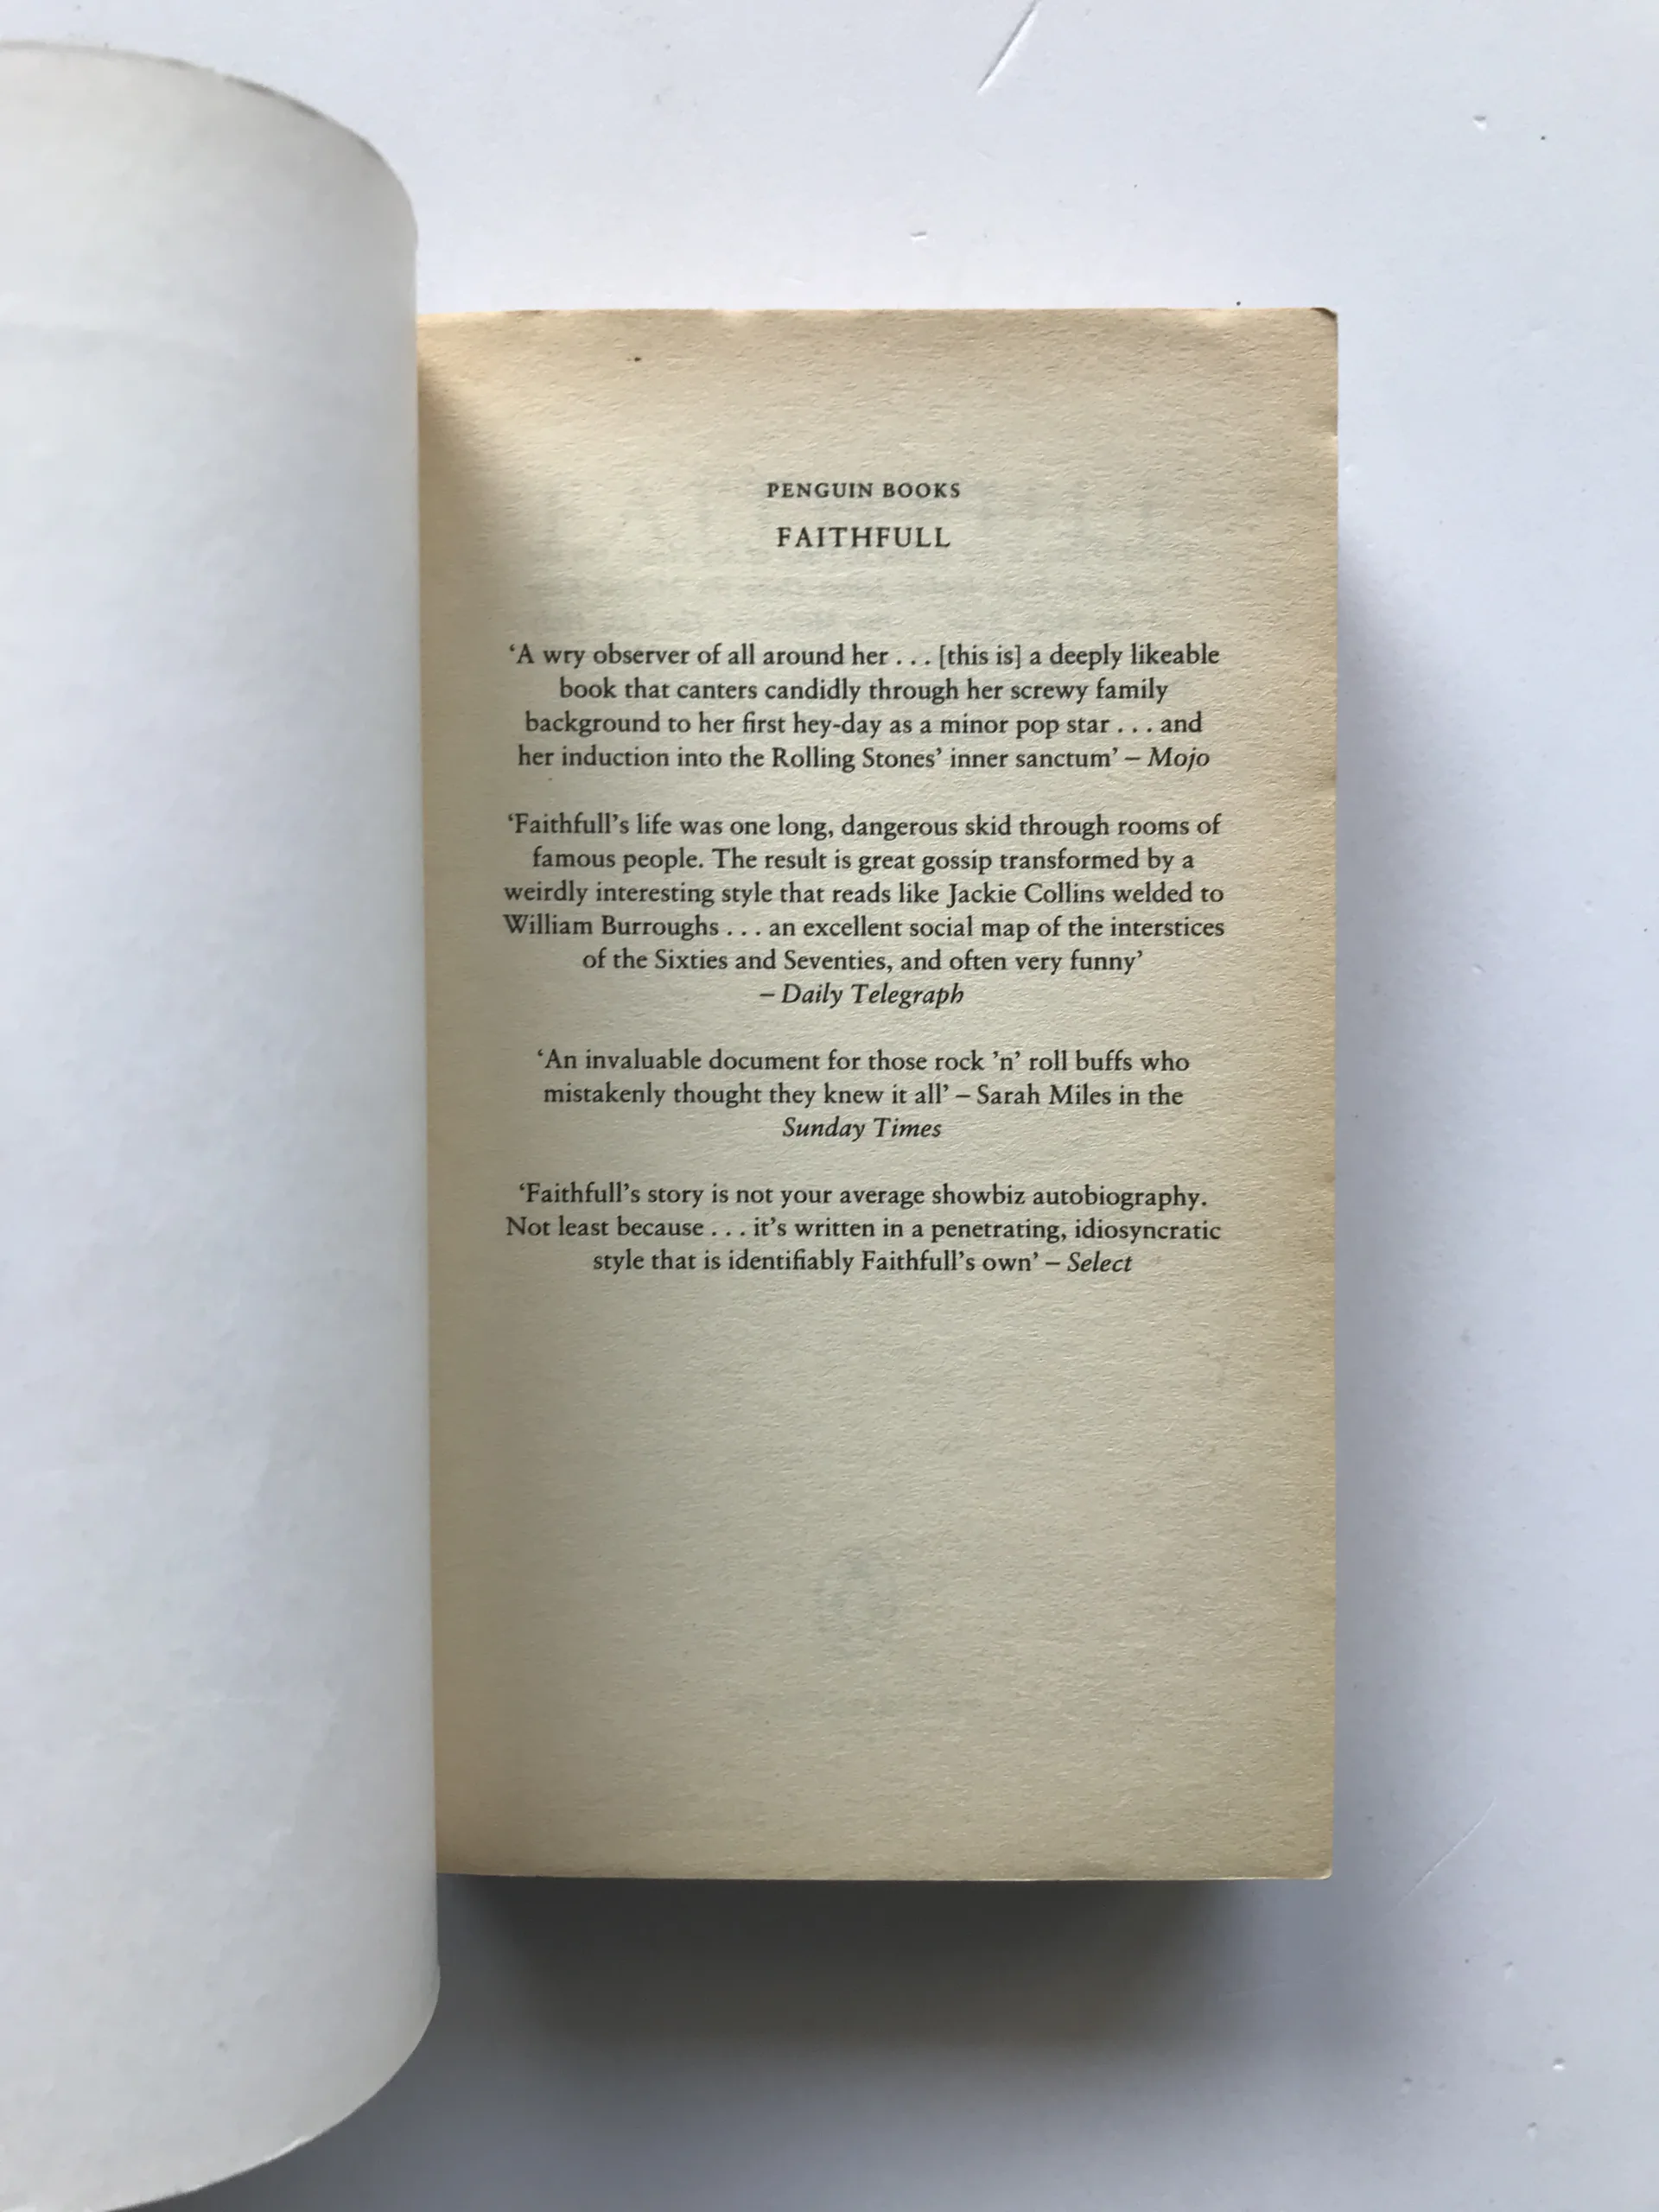 PENGUIN BOOKS
FAITHFULL
‘A wry observer of all around her . . . [this is] a deeply likeable
book that canters candidly through her screwy family
background to her first hey-day as a minor pop star . . . and
her induction into the Rolling Stones’ inner sanctum’ – Mojo
‘Faithfull’s life was one long, dangerous skid through rooms of
famous people. The result is great gossip transformed by a
weirdly interesting style that reads like Jackie Collins welded to
William Burroughs . . . an excellent social map of the interstices
of the Sixties and Seventies, and often very funny’
– Daily Telegraph
‘An invaluable document for those rock ’n’ roll buffs who
mistakenly thought they knew it all’ – Sarah Miles in the
Sunday Times
‘Faithfull’s story is not your average showbiz autobiography.
Not least because . . . it’s written in a penetrating, idiosyncratic
style that is identifiably Faithfull’s own’ – Select